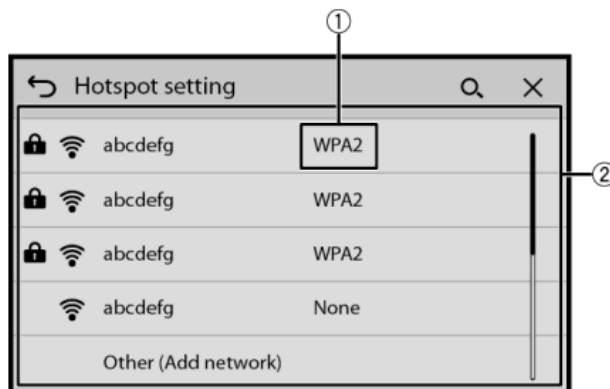 ①
Hotspot setting
abcdefg WPA2
②
abcdefg WPA2
abcdefg WPA2
abcdefg None
Other (Add network)